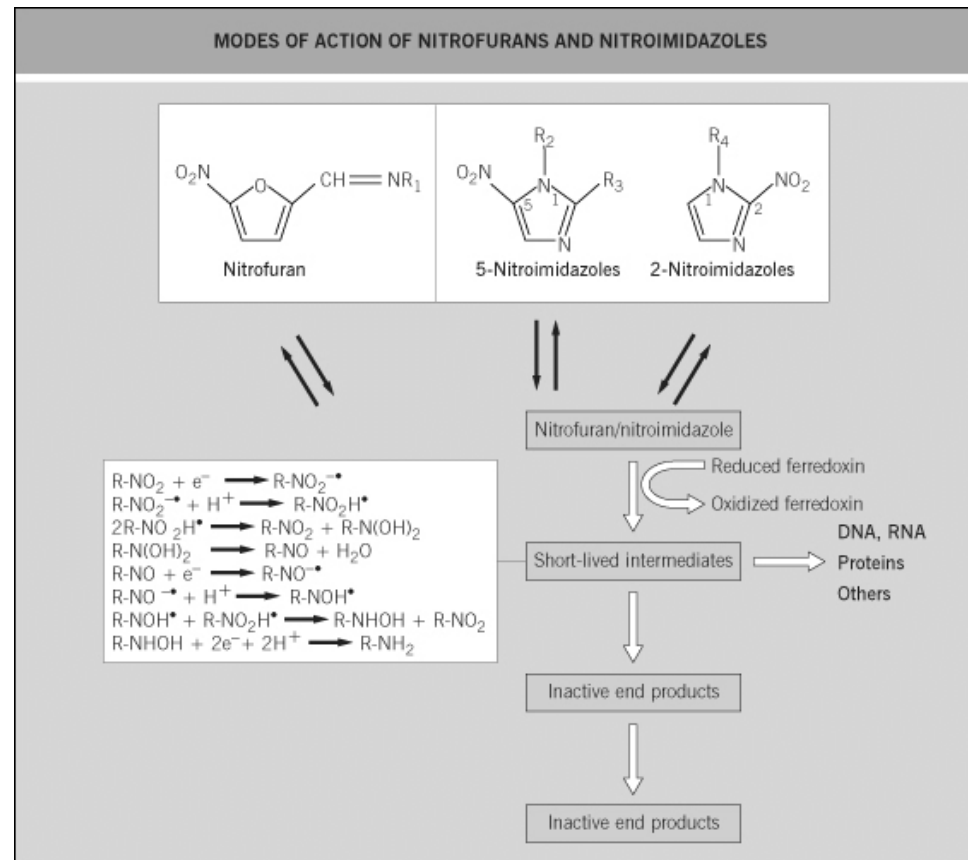 MODES OF ACTION OF NITROFURANS AND NITROIMIDAZOLES
O₂N O CH=NR₁
Nitrofuran
O₂N R₂ N 1 5 R₃ N
5-Nitroimidazoles
R₄ N 1 2 NO₂ N
2-Nitroimidazoles
Nitrofuran/nitroimidazole
Reduced ferredoxin
Oxidized ferredoxin
R-NO₂ + e⁻ → R-NO₂⁻•
R-NO₂⁻• + H⁺ → R-NO₂H•
2R-NO₂H• → R-NO₂ + R-N(OH)₂
R-N(OH)₂ → R-NO + H₂O
R-NO + e⁻ → R-NO⁻•
R-NO⁻• + H⁺ → R-NOH•
R-NOH• + R-NO₂H• → R-NHOH + R-NO₂
R-NHOH + 2e⁻ + 2H⁺ → R-NH₂
Short-lived intermediates
DNA, RNA
Proteins
Others
Inactive end products
Inactive end products